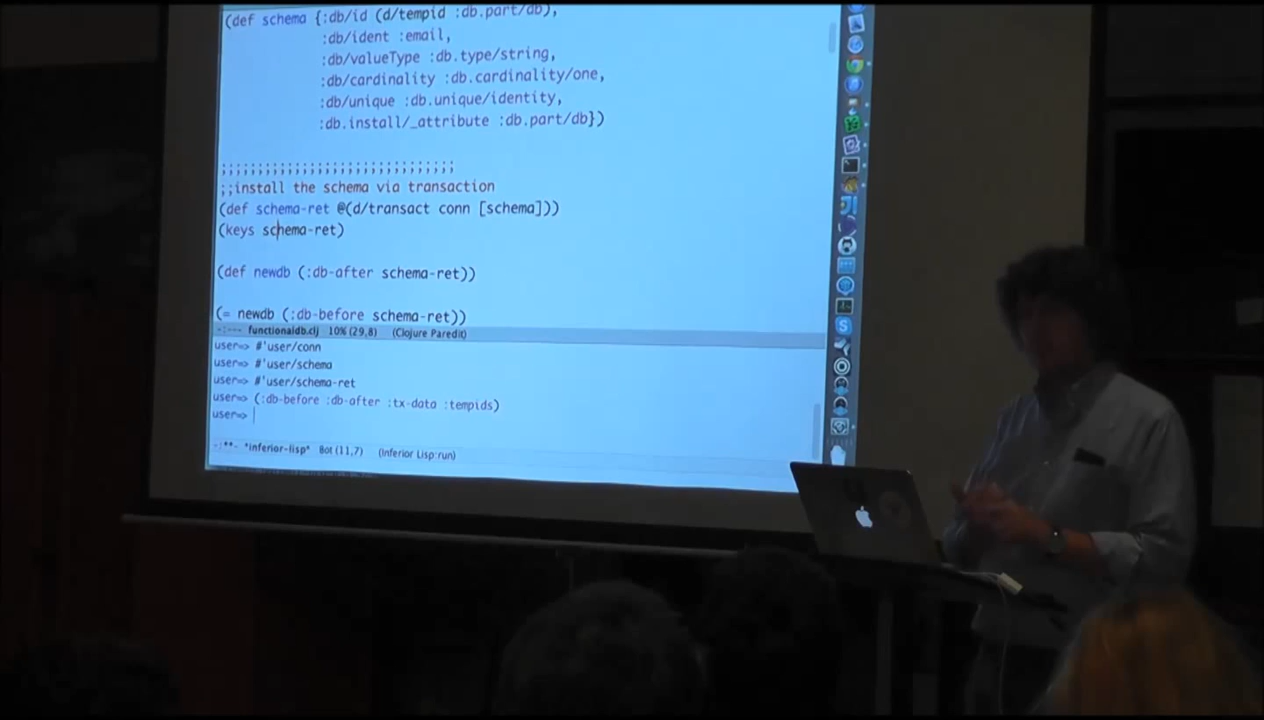 (def schema {:db/id (d/tempid :db.part/db),
:db/ident :email,
:db/valueType :db.type/string,
:db/cardinality :db.cardinality/one,
:db/unique :db.unique/identity,
:db.install/_attribute :db.part/db})
;;;;;;;;;;;;;;;;;;;;;;;;;;;;;;
;;install the schema via transaction
(def schema-ret @(d/transact conn [schema]))
(keys schema-ret)
(def newdb (:db-after schema-ret))
(= newdb (:db-before schema-ret))
-:--- functionaldb.clj 10% (29,8) (Clojure Paredit)
user=> #'user/conn
user=> #'user/schema
user=> #'user/schema-ret
user=> (:db-before :db-after :tx-data :tempids)
user=>
-:**- *inferior-lisp* Bot (11,7) (Inferior Lisp:run)